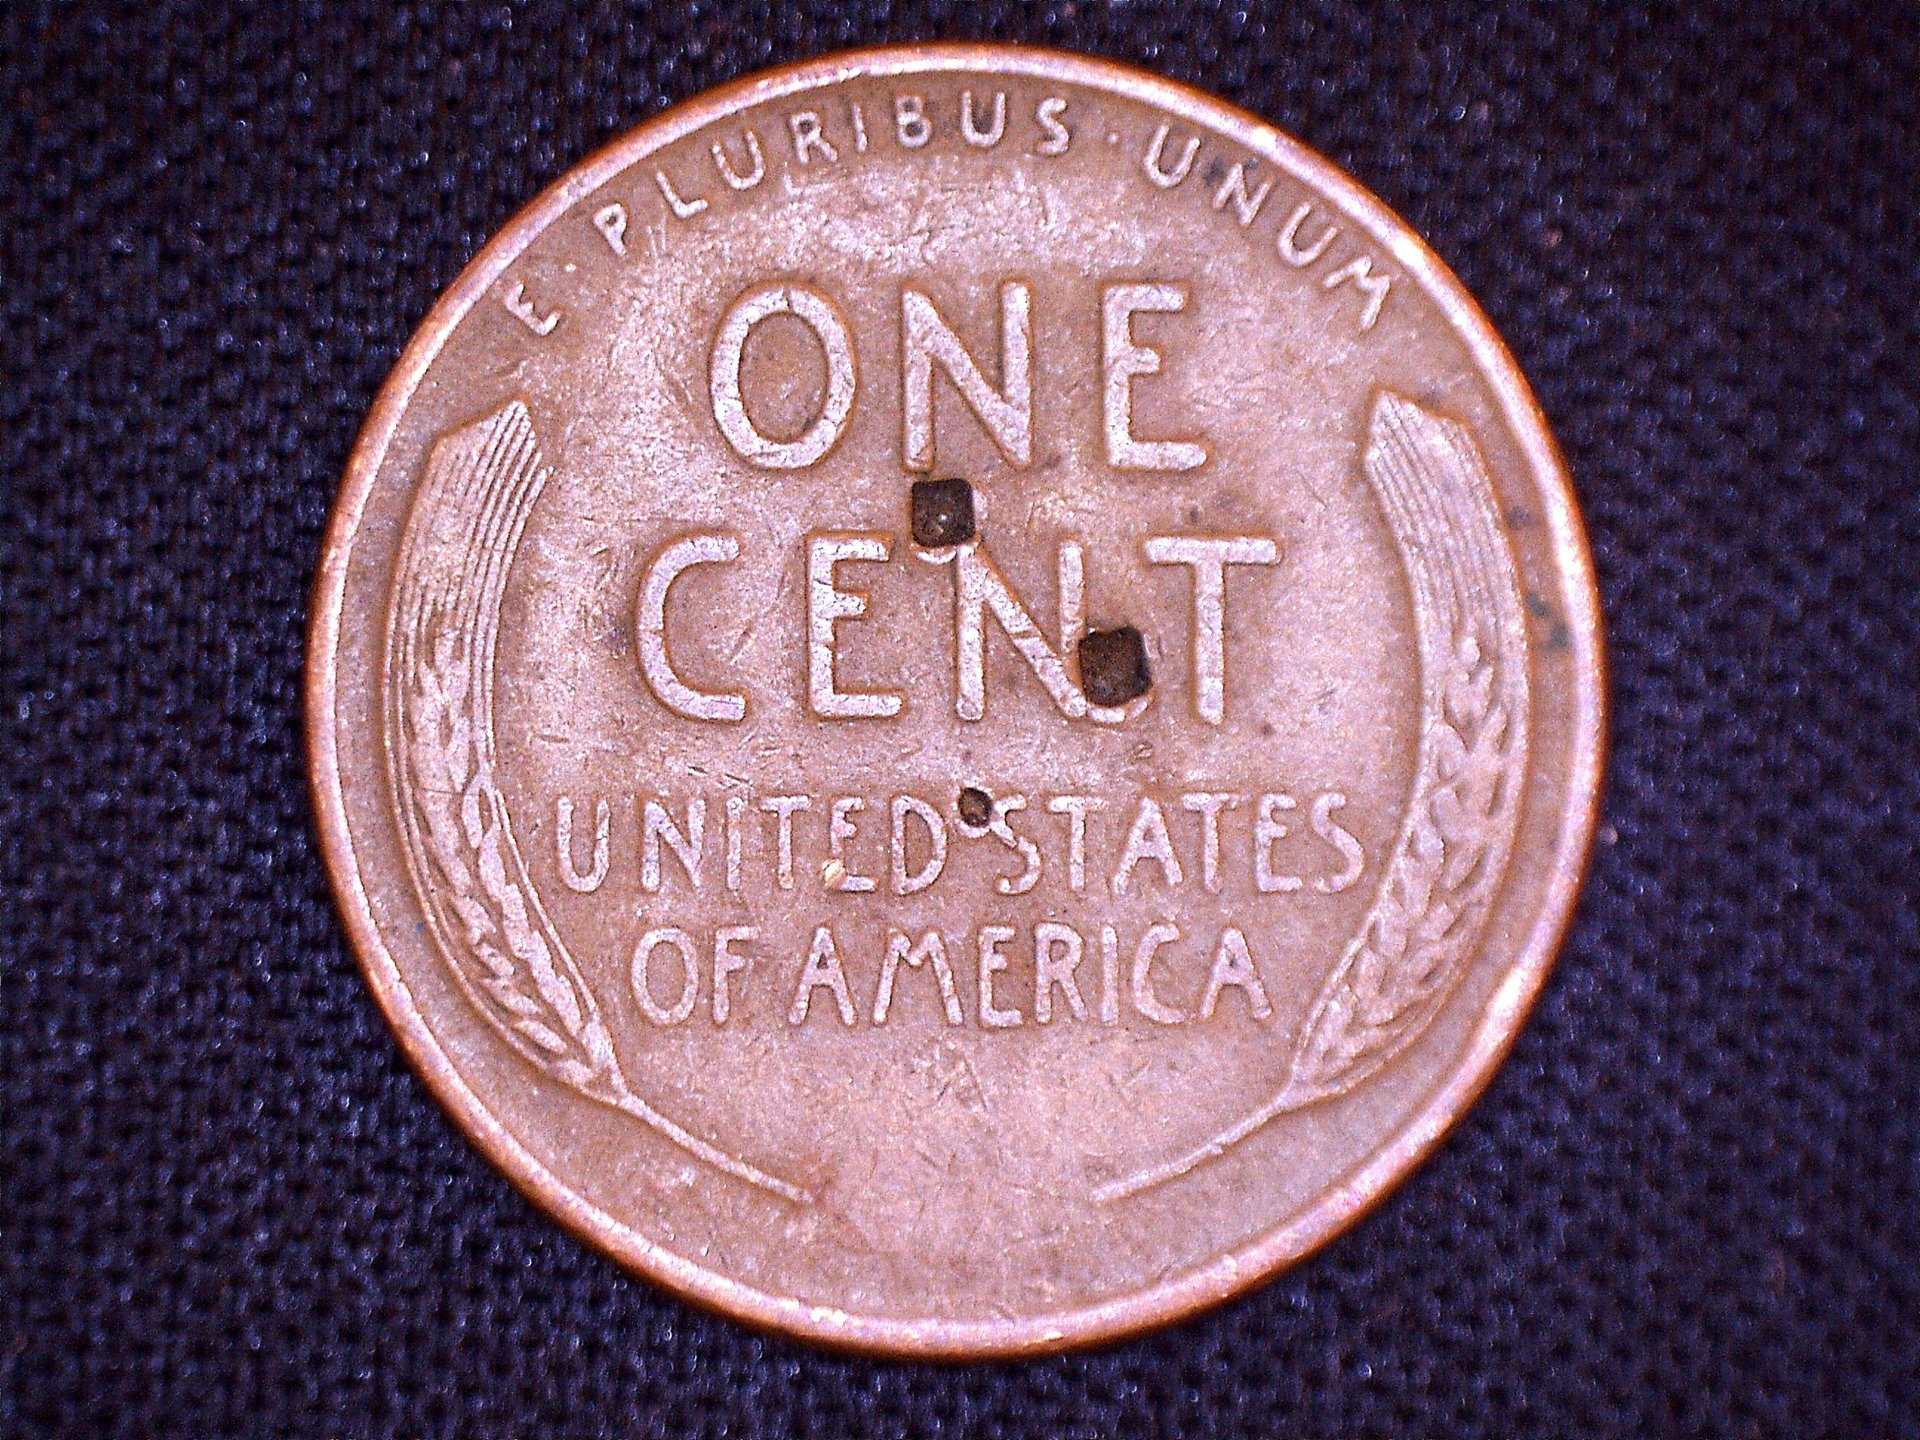 E·PLURIBUS·UNUM
ONE
CENT
UNITED STATES
OF AMERICA